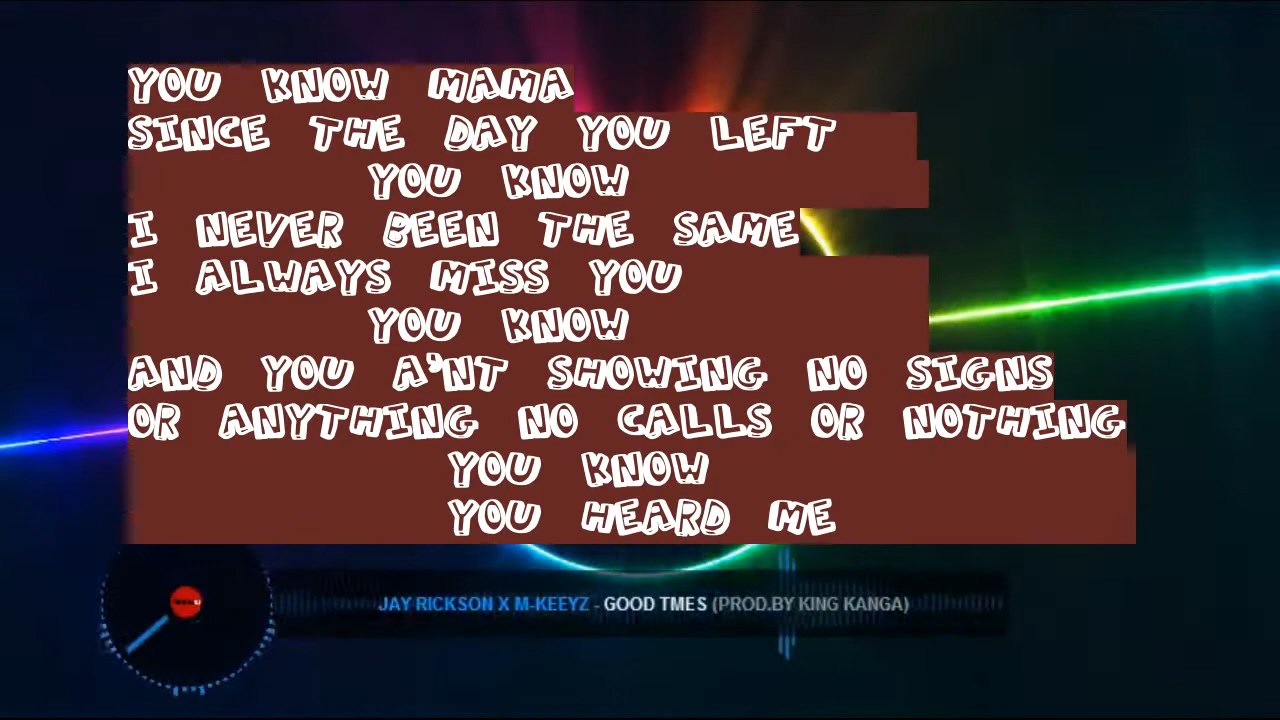 YOU KNOW MAMA
SINCE THE DAY YOU LEFT
YOU KNOW
I NEVER BEEN THE SAME
I ALWAYS MISS YOU
YOU KNOW
AND YOU A'NT SHOWING NO SIGNS
OR ANYTHING NO CALLS OR NOTHING
YOU KNOW
YOU HEARD ME
JAY RICKSON X M-KEEYZ - GOOD TMES (PROD.BY KING KANGA)